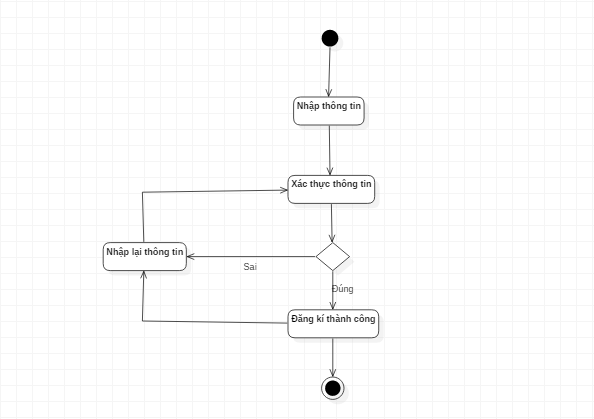 Nhập thông tin
Xác thực thông tin
Nhập lại thông tin
Sai
Đúng
Đăng kí thành công